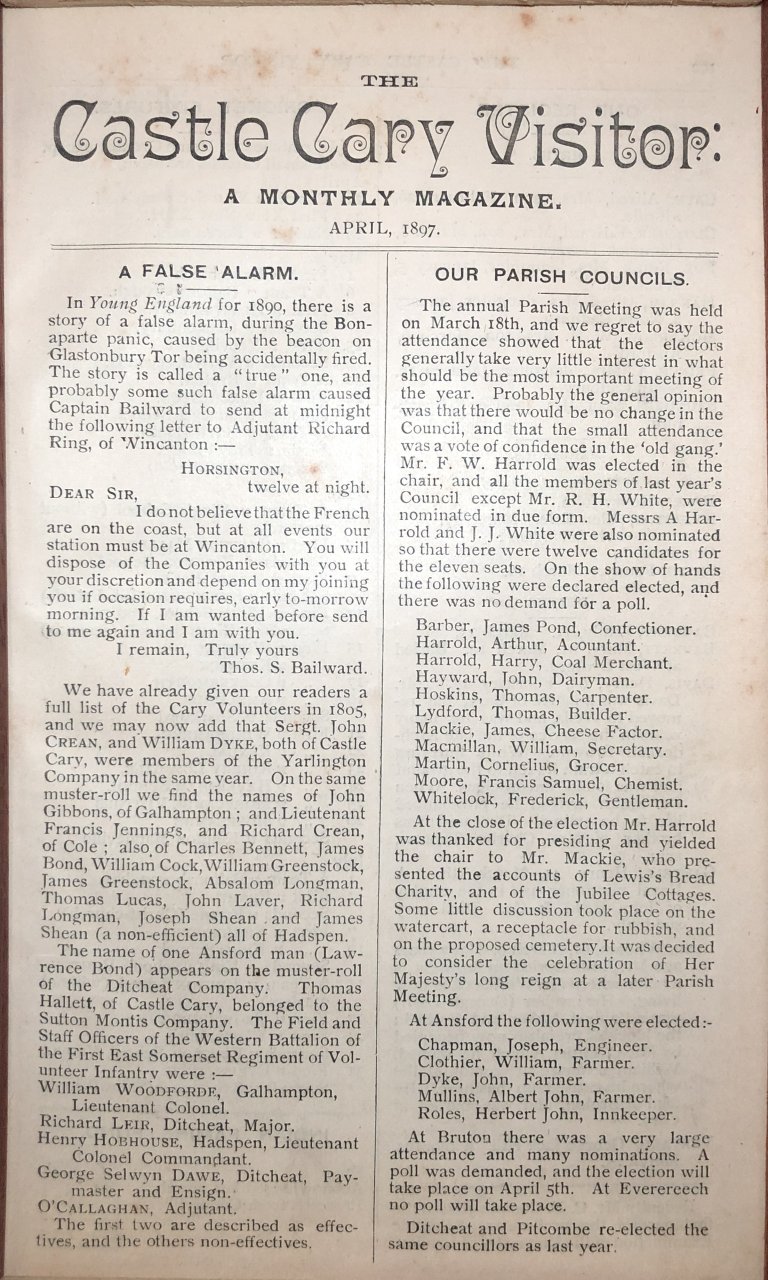 THE
Castle Cary Visitor:
A MONTHLY MAGAZINE.
APRIL, 1897.
A FALSE ALARM.
In Young England for 1890, there is a
story of a false alarm, during the Bon-
aparte panic, caused by the beacon on
Glastonbury Tor being accidentally fired.
The story is called a "true" one, and
probably some such false alarm caused
Captain Bailward to send at midnight
the following letter to Adjutant Richard
Ring, of Wincanton :—
HORSINGTON,
twelve at night.
DEAR SIR,
I do not believe that the French
are on the coast, but at all events our
station must be at Wincanton. You will
dispose of the Companies with you at
your discretion and depend on my joining
you if occasion requires, early to-morrow
morning. If I am wanted before send
to me again and I am with you.
I remain, Truly yours
Thos. S. Bailward.
We have already given our readers a
full list of the Cary Volunteers in 1805,
and we may now add that Sergt. John
CREAN, and William DYKE, both of Castle
Cary, were members of the Yarlington
Company in the same year. On the same
muster-roll we find the names of John
Gibbons, of Galhampton ; and Lieutenant
Francis Jennings, and Richard Crean,
of Cole ; also of Charles Bennett, James
Bond, William Cock, William Greenstock,
James Greenstock, Absalom Longman,
Thomas Lucas, John Laver, Richard
Longman, Joseph Shean and James
Shean (a non-efficient) all of Hadspen.
The name of one Ansford man (Law-
rence Bond) appears on the muster-roll
of the Ditcheat Company. Thomas
Hallett, of Castle Cary, belonged to the
Sutton Montis Company. The Field and
Staff Officers of the Western Battalion of
the First East Somerset Regiment of Vol-
unteer Infantry were :—
William WOODFORDE, Galhampton,
Lieutenant Colonel.
Richard LEIR, Ditcheat, Major.
Henry HOBHOUSE, Hadspen, Lieutenant
Colonel Commandant.
George Selwyn DAWE, Ditcheat, Pay-
master and Ensign.
O'CALLAGHAN, Adjutant.
The first two are described as effec-
tives, and the others non-effectives.
OUR PARISH COUNCILS.
The annual Parish Meeting was held
on March 18th, and we regret to say the
attendance showed that the electors
generally take very little interest in what
should be the most important meeting of
the year. Probably the general opinion
was that there would be no change in the
Council, and that the small attendance
was a vote of confidence in the 'old gang.'
Mr. F. W. Harrold was elected in the
chair, and all the members of last year's
Council except Mr. R. H. White, were
nominated in due form. Messrs A Har-
rold and J. J. White were also nominated
so that there were twelve candidates for
the eleven seats. On the show of hands
the following were declared elected, and
there was no demand for a poll.
Barber, James Pond, Confectioner.
Harrold, Arthur, Acountant.
Harrold, Harry, Coal Merchant.
Hayward, John, Dairyman.
Hoskins, Thomas, Carpenter.
Lydford, Thomas, Builder.
Mackie, James, Cheese Factor.
Macmillan, William, Secretary.
Martin, Cornelius, Grocer.
Moore, Francis Samuel, Chemist.
Whitelock, Frederick, Gentleman.
At the close of the election Mr. Harrold
was thanked for presiding and yielded
the chair to Mr. Mackie, who pre-
sented the accounts of Lewis's Bread
Charity, and of the Jubilee Cottages.
Some little discussion took place on the
watercart, a receptacle for rubbish, and
on the proposed cemetery.It was decided
to consider the celebration of Her
Majesty's long reign at a later Parish
Meeting.
At Ansford the following were elected:-
Chapman, Joseph, Engineer.
Clothier, William, Farmer.
Dyke, John, Farmer.
Mullins, Albert John, Farmer.
Roles, Herbert John, Innkeeper.
At Bruton there was a very large
attendance and many nominations. A
poll was demanded, and the election will
take place on April 5th. At Everercech
no poll will take place.
Ditcheat and Pitcombe re-elected the
same councillors as last year.